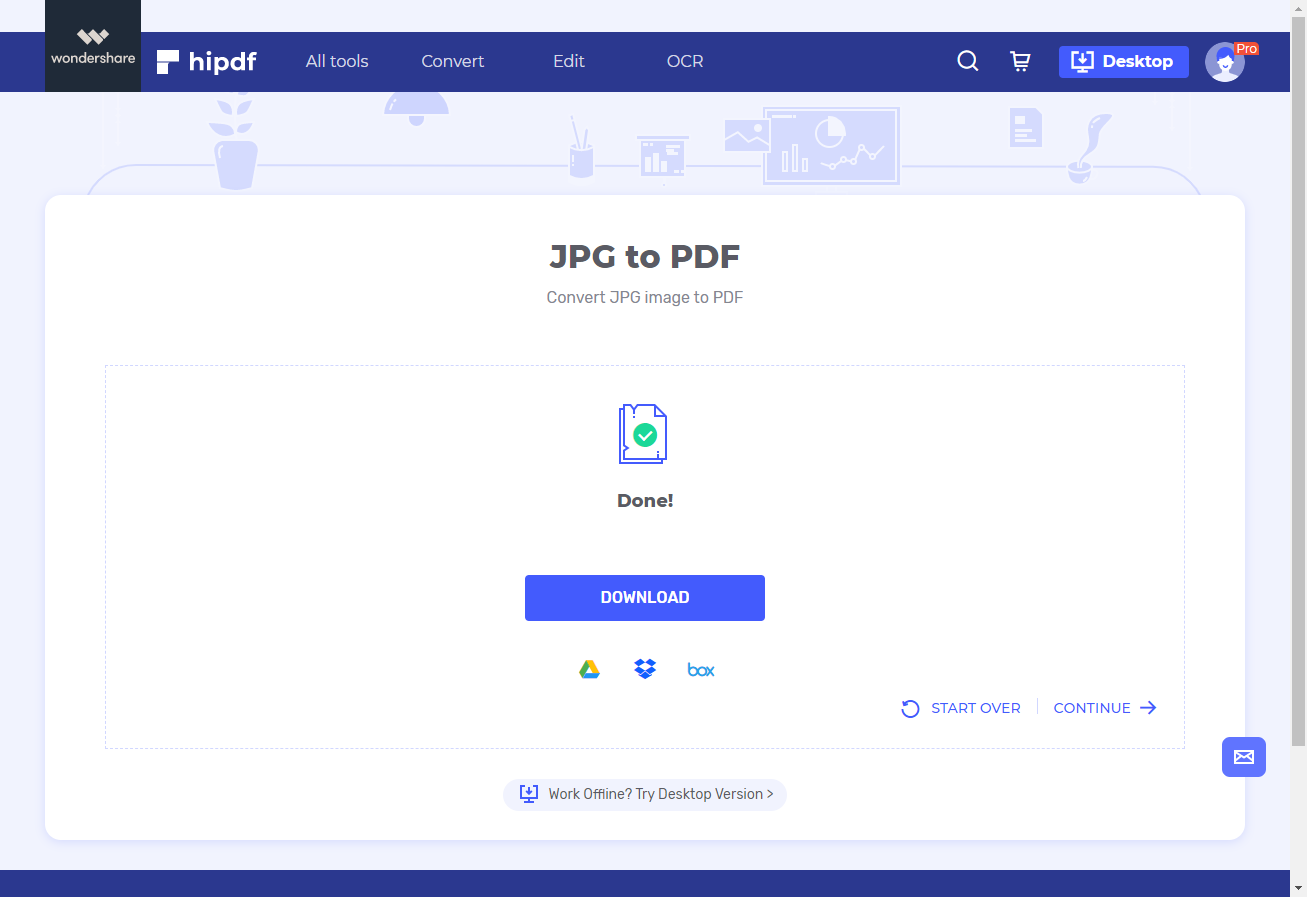 wondershare
hipdf
All tools
Convert
Edit
OCR
Desktop
Pro
JPG to PDF
Convert JPG image to PDF
Done!
DOWNLOAD
box
START OVER
CONTINUE
Work Offline? Try Desktop Version >